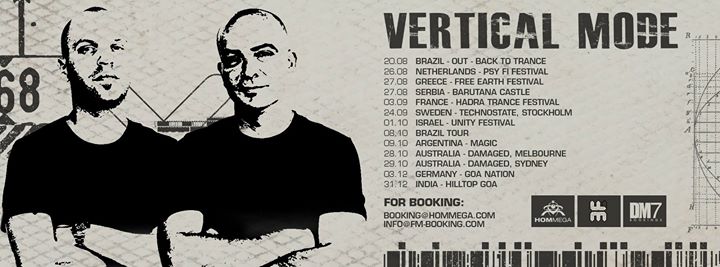 68
VERTICAL MODE
20.08 BRAZIL - OUT - BACK TO TRANCE
26.08 NETHERLANDS - PSY FI FESTIVAL
27.08 GREECE - FREE EARTH FESTIVAL
27.08 SERBIA - BARUTANA CASTLE
03.09 FRANCE - HADRA TRANCE FESTIVAL
24.09 SWEDEN - TECHNOSTATE, STOCKHOLM
01.10 ISRAEL - UNITY FESTIVAL
08.10 BRAZIL TOUR
09.10 ARGENTINA - MAGIC
28.10 AUSTRALIA - DAMAGED, MELBOURNE
29.10 AUSTRALIA - DAMAGED, SYDNEY
03.12 GERMANY - GOA NATION
31.12 INDIA - HILLTOP GOA
FOR BOOKING:
BOOKING@HOMMEGA.COM
INFO@FM-BOOKING.COM
HOMMEGA
DM7
BOOKINGS